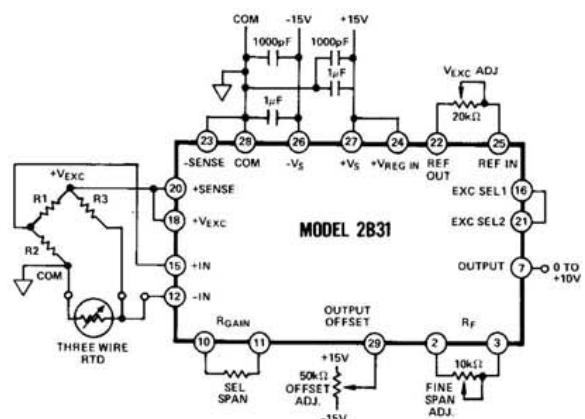 COM -15V +15V
1000pF 1000pF
1µF
1µF
VEXC ADJ
20kΩ
23 28 26 27 24 22 25
-SENSE COM -VS +VS +VREG IN REF OUT REF IN
+VEXC
R1 R3
R2
COM
THREE WIRE RTD
20 +SENSE
18 +VEXC
15 +IN
12 -IN
MODEL 2B31
EXC SEL1 16
EXC SEL2 21
OUTPUT 7 0 TO +10V
RGAIN
10 11
SEL SPAN
OUTPUT OFFSET
29
+15V
50kΩ OFFSET ADJ.
-15V
RF
2 3
10kΩ
FINE SPAN ADJ.